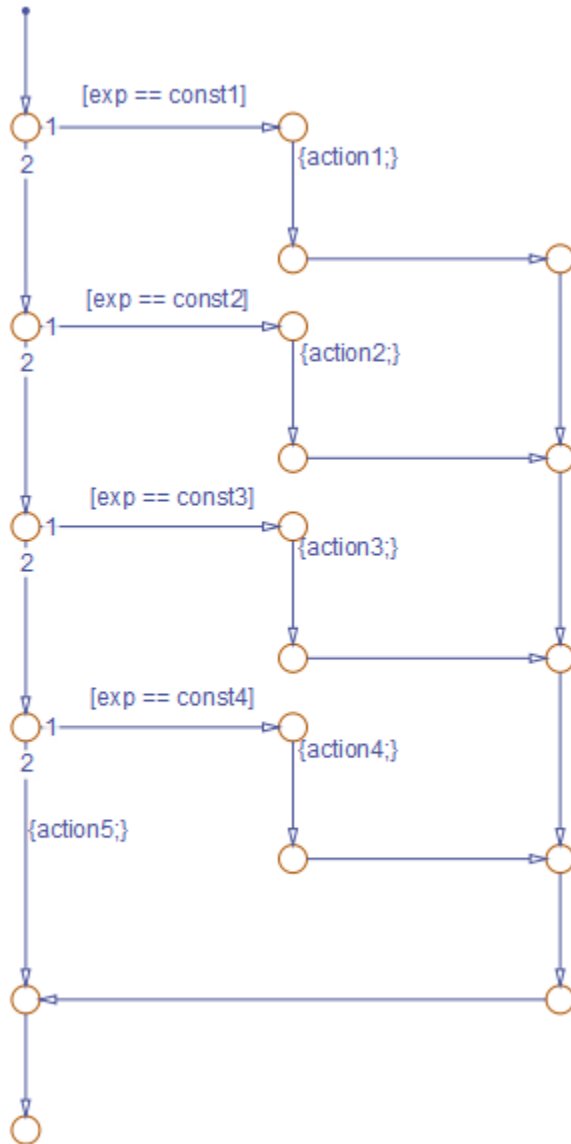 [exp == const1]
1
{action1;}
2
[exp == const2]
1
{action2;}
2
[exp == const3]
1
{action3;}
2
[exp == const4]
1
{action4;}
2
{action5;}